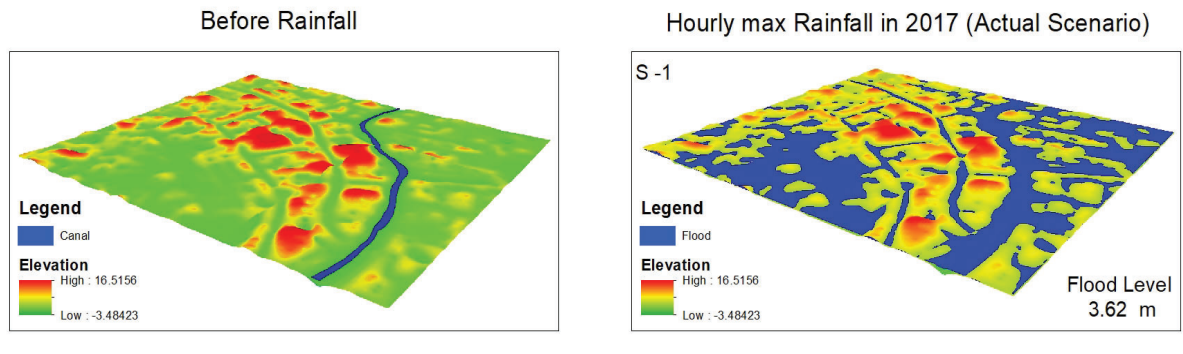 Before Rainfall
Legend
Canal
Elevation
High : 16.5156
Low : -3.48423
Hourly max Rainfall in 2017 (Actual Scenario)
S -1
Legend
Flood
Elevation
High : 16.5156
Low : -3.48423
Flood Level
3.62 m